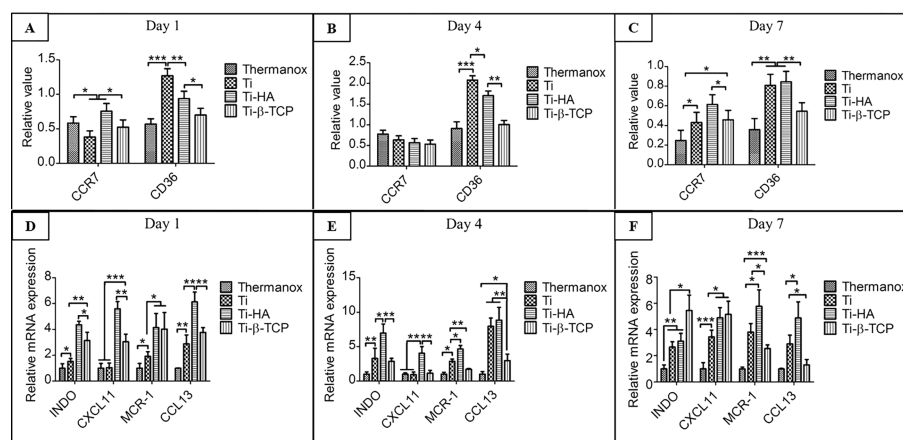 A Day 1
Relative value
1.5
1.0
0.5
0.0
* * *** ** *
CCR7 CD36
Thermanox
Ti
Ti-HA
Ti-β-TCP
B Day 4
Relative value
2.5
2.0
1.5
1.0
0.5
0.0
*** * **
CCR7 CD36
Thermanox
Ti
Ti-HA
Ti-β-TCP
C Day 7
Relative value
1.0
0.8
0.6
0.4
0.2
0.0
* * * ** **
CCR7 CD36
Thermanox
Ti
Ti-HA
Ti-β-TCP
D Day 1
Relative mRNA expression
8
6
4
2
0
* ** * *** ** * * ** ****
INDO CXCL11 MCR-1 CCL13
Thermanox
Ti
Ti-HA
Ti-β-TCP
E Day 4
Relative mRNA expression
15
10
5
0
** *** **** * ** * * **
INDO CXCL11 MCR-1 CCL13
Thermanox
Ti
Ti-HA
Ti-β-TCP
F Day 7
Relative mRNA expression
8
6
4
2
0
** * *** * *** * * * *
INDO CXCL11 MCR-1 CCL13
Thermanox
Ti
Ti-HA
Ti-β-TCP